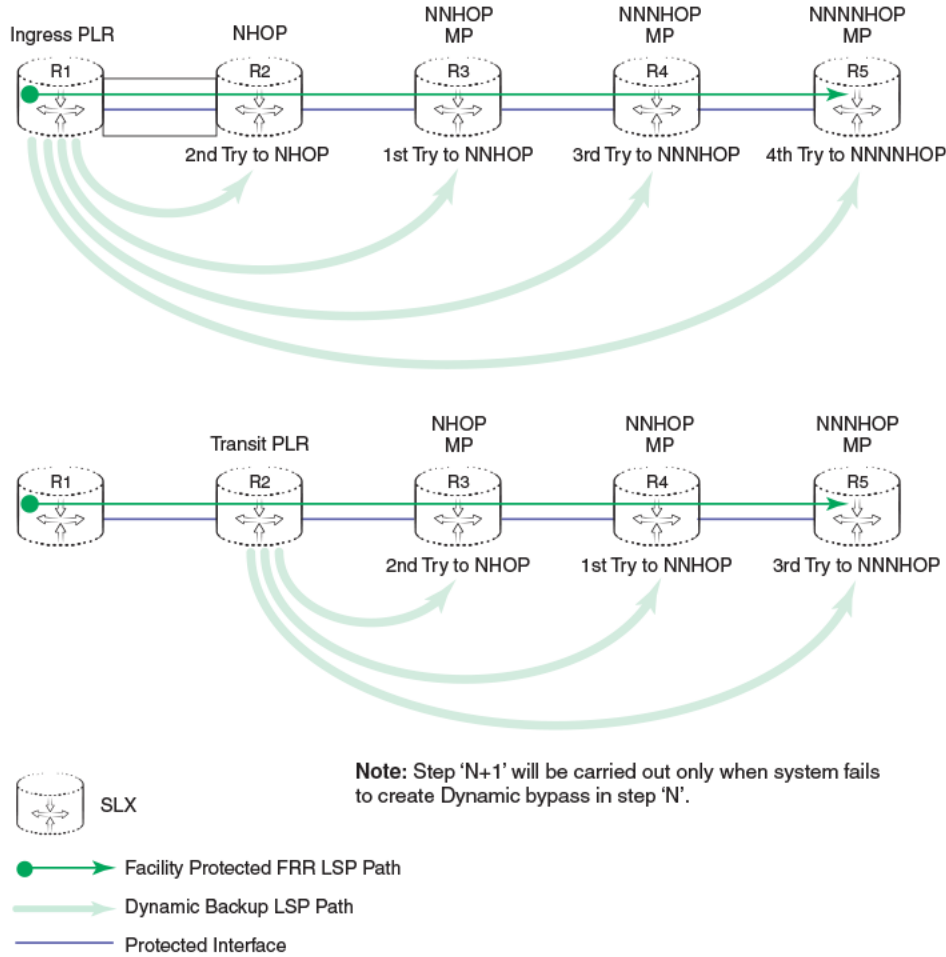 Ingress PLR
NHOP
NNHOP
MP
NNNHOP
MP
NNNNHOP
MP
R1
R2
R3
R4
R5
2nd Try to NHOP
1st Try to NNHOP
3rd Try to NNNHOP
4th Try to NNNNHOP
Transit PLR
NHOP
MP
NNHOP
MP
NNNHOP
MP
R1
R2
R3
R4
R5
2nd Try to NHOP
1st Try to NNHOP
3rd Try to NNNHOP
Note: Step ‘N+1’ will be carried out only when system fails
to create Dynamic bypass in step ‘N’.
SLX
Facility Protected FRR LSP Path
Dynamic Backup LSP Path
Protected Interface